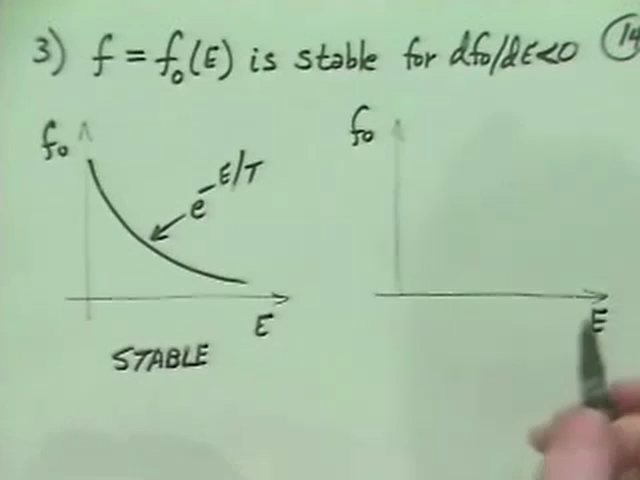 3) f = f₀(E) is stable for df₀/dE<0 14
f₀
e^-E/T
E
STABLE
f₀
E